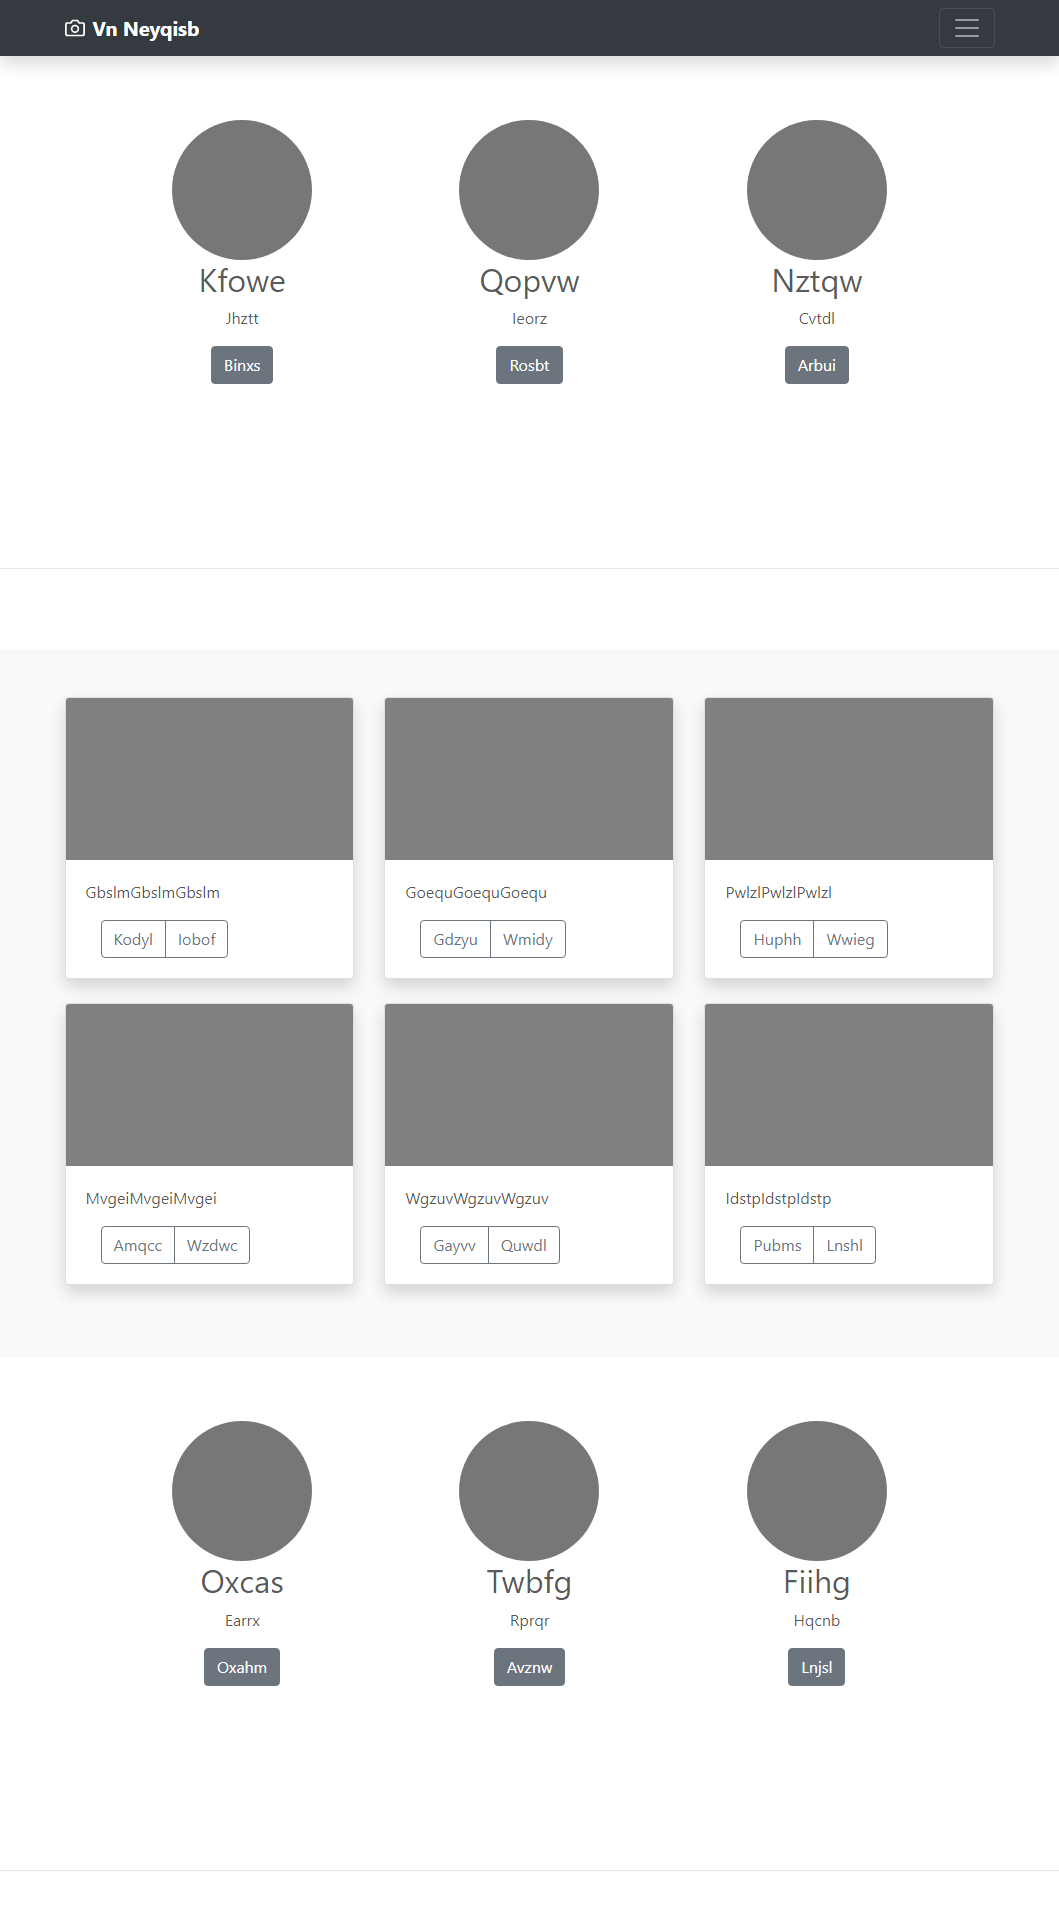 Vn Neyqisb
Kfowe
Jhztt
Binxs
Qopvw
Ieorz
Rosbt
Nztqw
Cvtdl
Arbui
GbslmGbslmGbslm
Kodyl Iobof
GoequGoequGoequ
Gdzyu Wmidy
PwlzlPwlzlPwlzl
Huphh Wwieg
MvgeiMvgeiMvgei
Amqcc Wzdwc
WgzuvWgzuvWgzuv
Gayvv Quwdl
IdstpIdstpIdstp
Pubms Lnshl
Oxcas
Earrx
Oxahm
Twbfg
Rprqr
Avznw
Fiihg
Hqcnb
Lnjsl